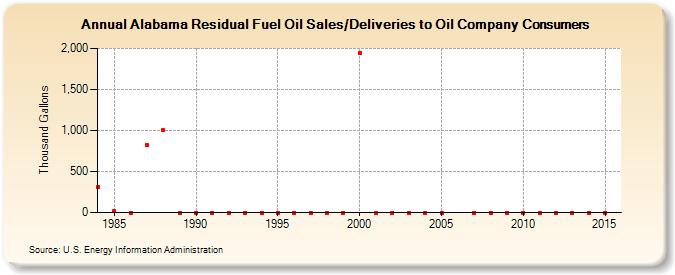 Annual Alabama Residual Fuel Oil Sales/Deliveries to Oil Company Consumers
Thousand Gallons
2,000
1,500
1,000
500
0
1985 1990 1995 2000 2005 2010 2015
Source: U.S. Energy Information Administration